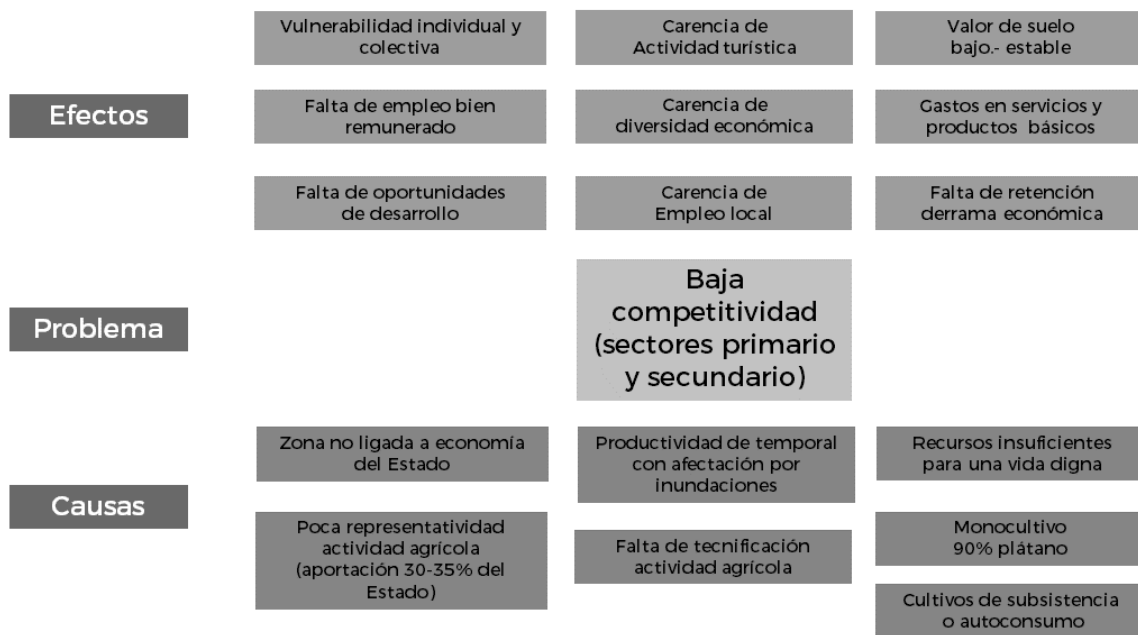 Efectos
Vulnerabilidad individual y
colectiva
Carencia de
Actividad turística
Valor de suelo
bajo.- estable
Falta de empleo bien
remunerado
Carencia de
diversidad económica
Gastos en servicios y
productos básicos
Falta de oportunidades
de desarrollo
Carencia de
Empleo local
Falta de retención
derrama económica
Problema
Baja
competitividad
(sectores primario
y secundario)
Causas
Zona no ligada a economía
del Estado
Productividad de temporal
con afectación por
inundaciones
Recursos insuficientes
para una vida digna
Poca representatividad
actividad agrícola
(aportación 30-35% del
Estado)
Falta de tecnificación
actividad agrícola
Monocultivo
90% plátano
Cultivos de subsistencia
o autoconsumo